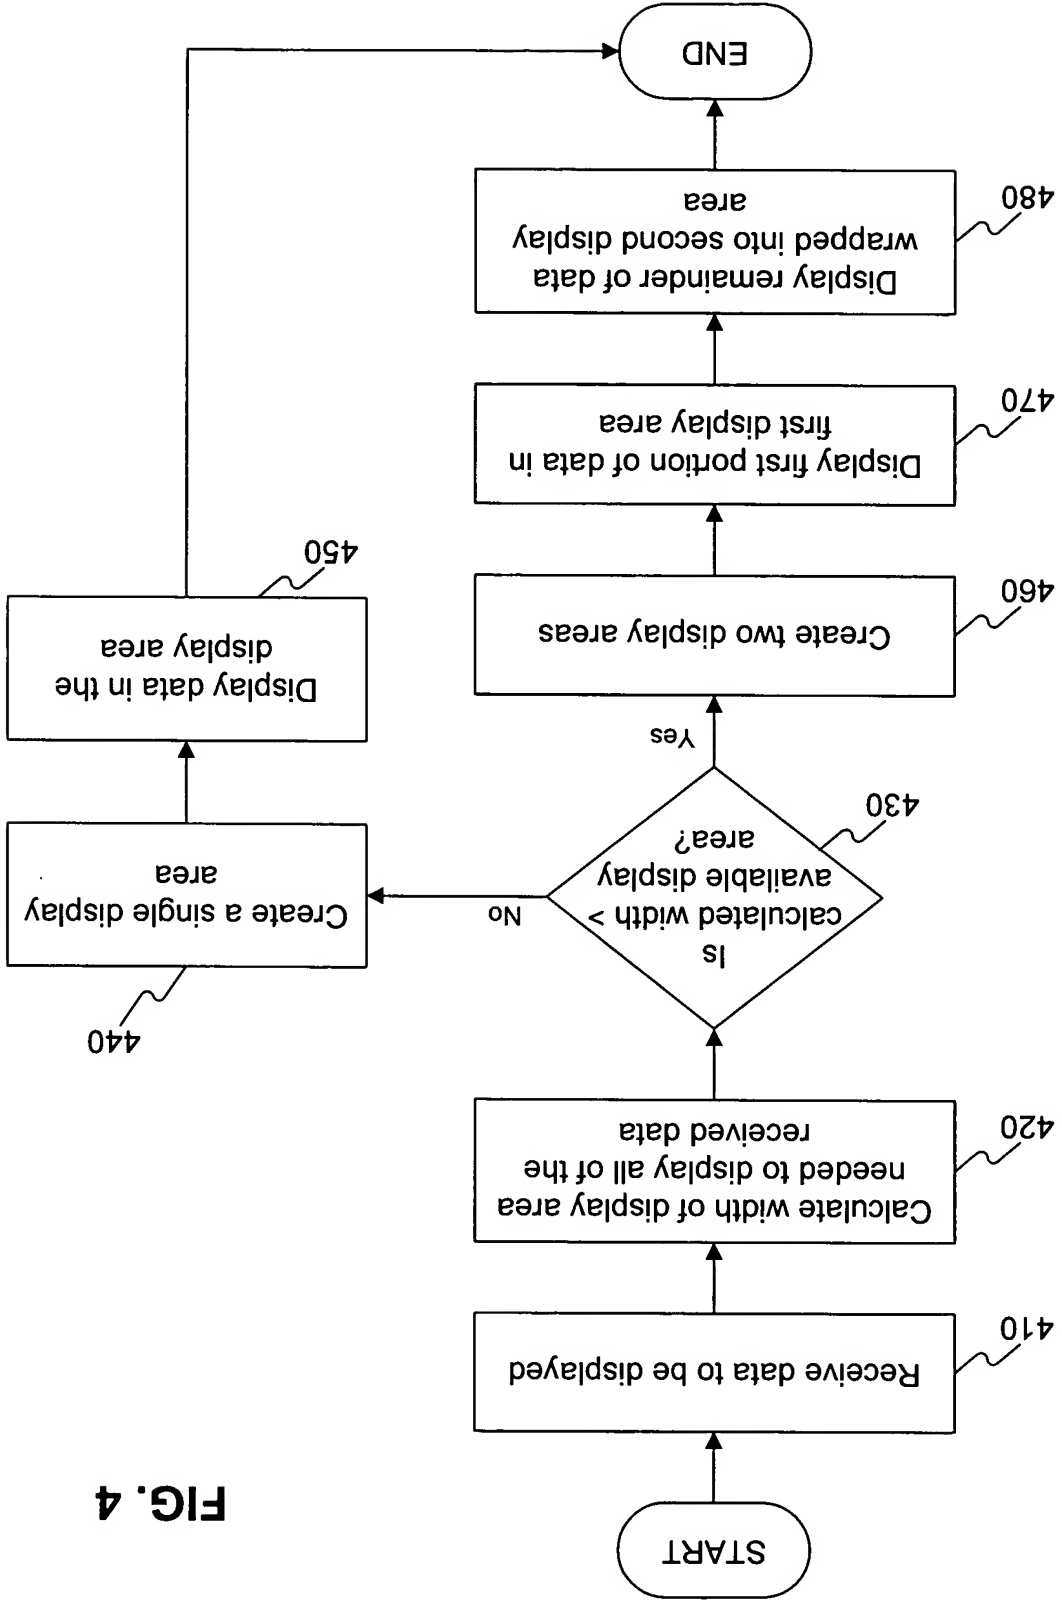 FIG. 4
START
Receive data to be displayed
410
Calculate width of display area
needed to display all of the
received data
420
Is
calculated width >
available display
area?
430
No
Yes
440
Create a single display
area
Display data in the
display area
450
Create two display areas
460
Display first portion of data in
first display area
470
Display remainder of data
wrapped into second display
area
480
END